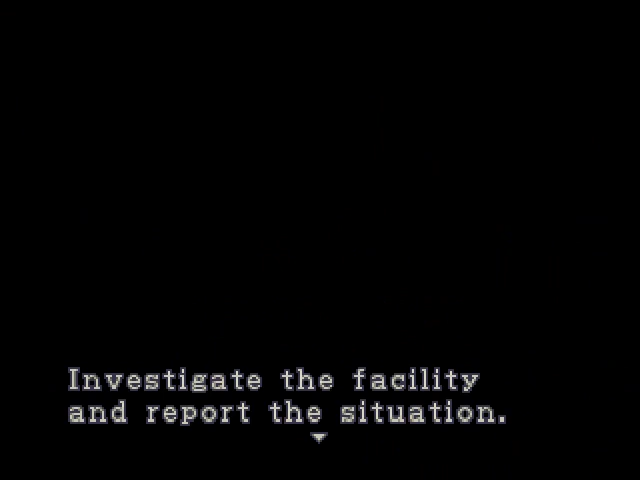 Investigate the facility
and report the situation.